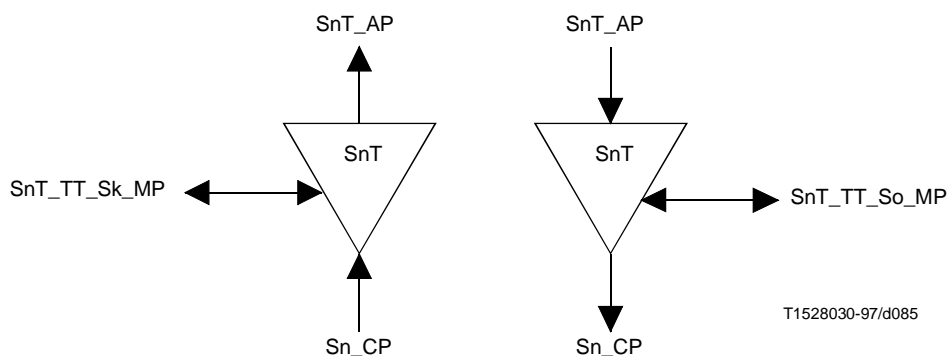 SnT_AP SnT_AP
SnT SnT
SnT_TT_Sk_MP SnT_TT_So_MP
T1528030-97/d085
Sn_CP Sn_CP